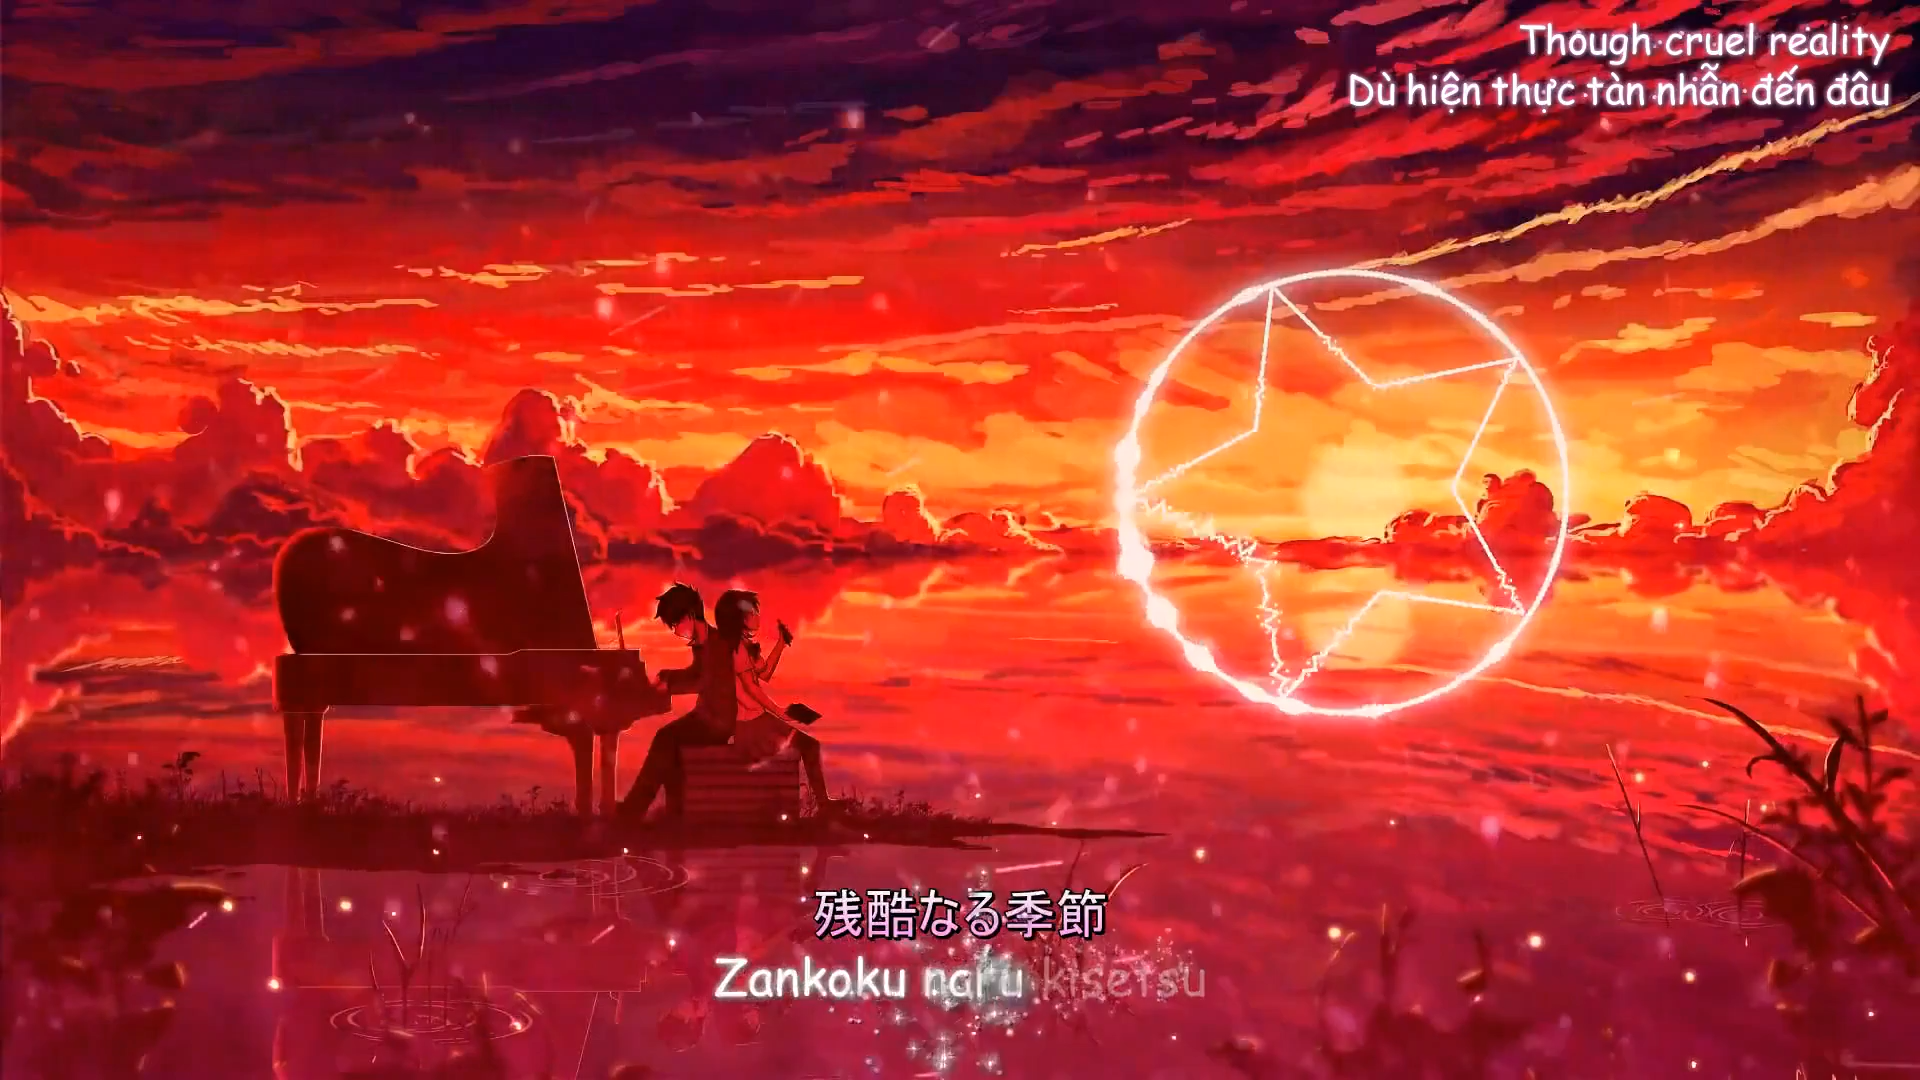 Though cruel reality
Dù hiện thực tàn nhẫn đến đâu
残酷なる季節
Zankoku naru kisetsu